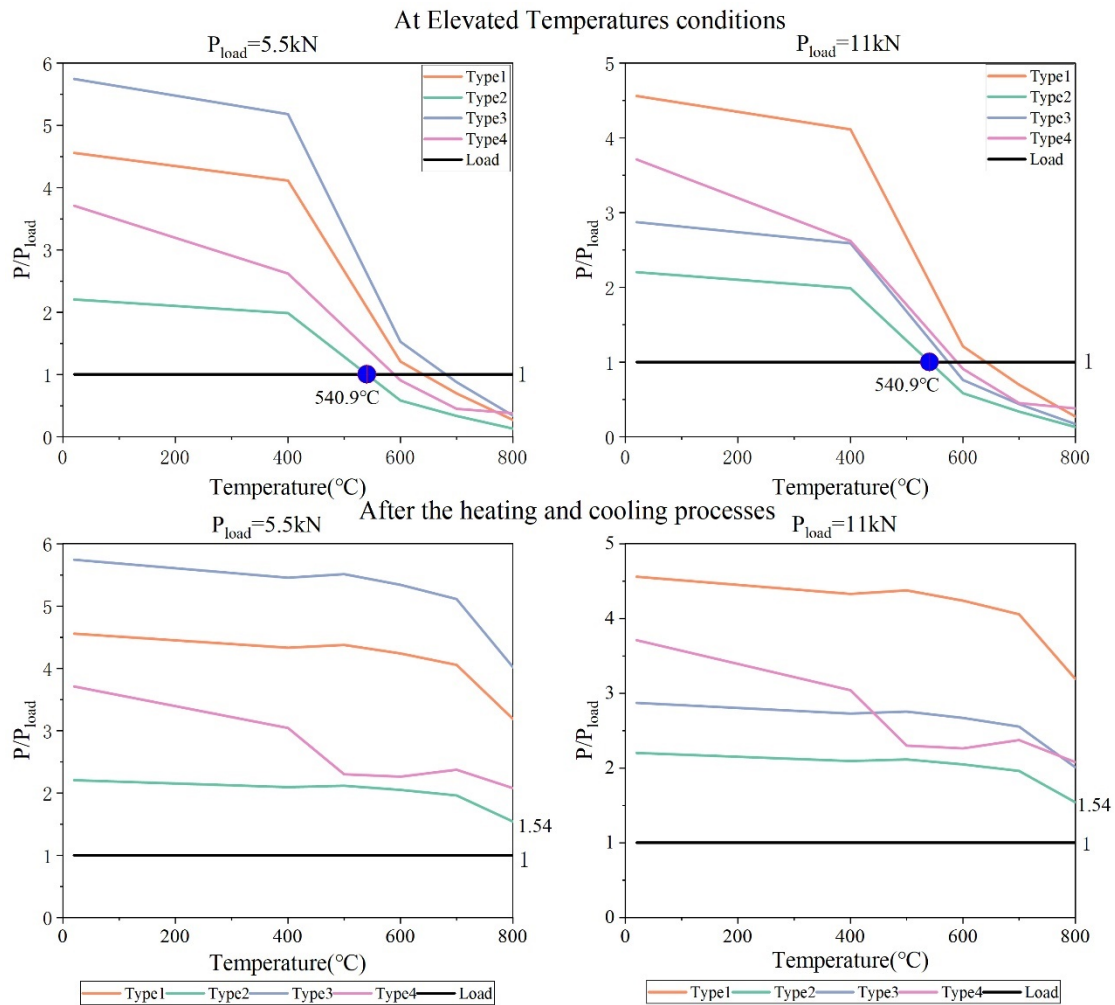 At Elevated Temperatures conditions
Pload=5.5kN
P/Pload
6
5
4
3
2
1
0
Type1
Type2
Type3
Type4
Load
1
540.9℃
0 200 400 600 800
Temperature(℃)
Pload=11kN
P/Pload
5
4
3
2
1
0
Type1
Type2
Type3
Type4
Load
1
540.9℃
0 200 400 600 800
Temperature(℃)
After the heating and cooling processes
Pload=5.5kN
P/Pload
6
5
4
3
2
1
0
1.54
1
0 200 400 600 800
Temperature(℃)
Type1 Type2 Type3 Type4 Load
Pload=11kN
P/Pload
5
4
3
2
1
0
1.54
1
0 200 400 600 800
Temperature(℃)
Type1 Type2 Type3 Type4 Load